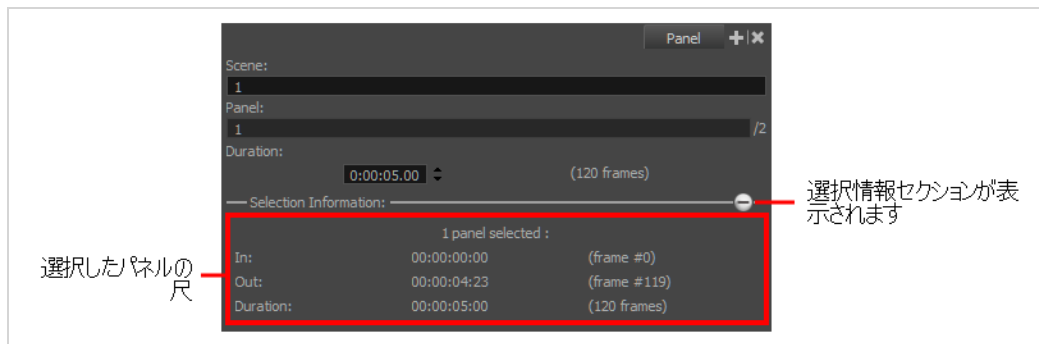 Panel
Scene:
1
Panel:
1
/2
Duration:
0:00:05.00 (120 frames)
Selection Information:
1 panel selected :
In: 00:00:00:00 (frame #0)
Out: 00:00:04:23 (frame #119)
Duration: 00:00:05:00 (120 frames)
選択情報セクションが表
示されます
選択したパネルの
尺